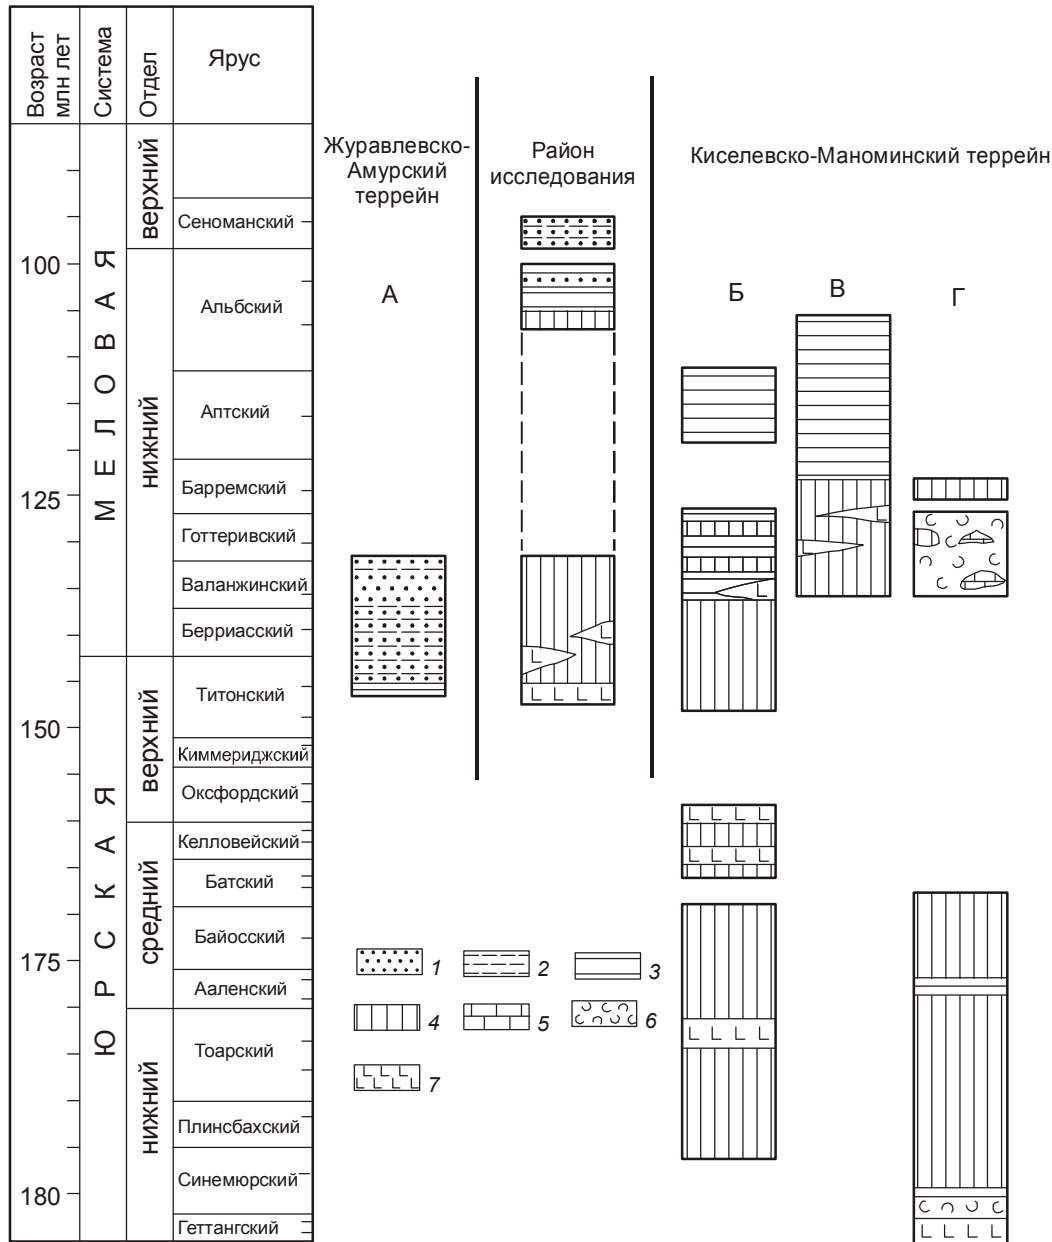 Возраст
млн лет
Система
Отдел
Ярус
Журавлевско-
Амурский
террейн
Район
исследования
Киселевско-Маноминский террейн
верхний
Сеноманский
100
МЕЛОВАЯ
нижний
Альбский
А
Б
В
Г
Аптский
Барремский
125
Готтеривский
Валанжинский
Берриасский
верхний
Титонский
150
Киммериджский
Оксфордский
ЮРСКАЯ
средний
Келловейский
Батский
Байосский
175
Ааленский
1
2
3
нижний
Тоарский
4
5
6
7
Плинсбахский
Синемюрский
180
Геттангский